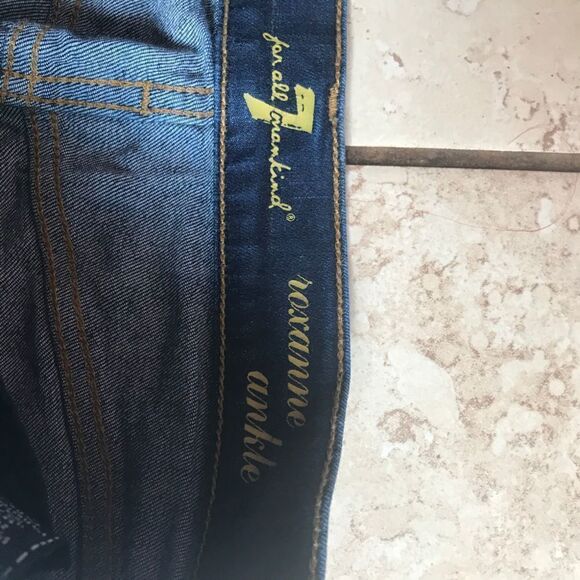 7
for all mankind®
roxanne
ankle